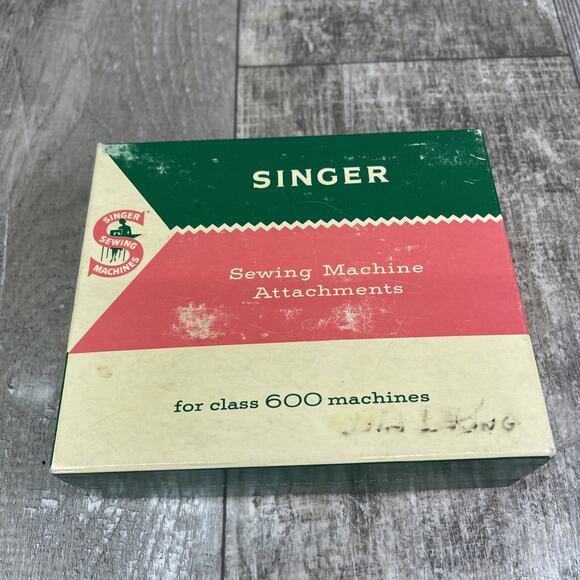 SINGER
SINGER
SEWING
MACHINES
Sewing Machine
Attachments
for class 600 machines